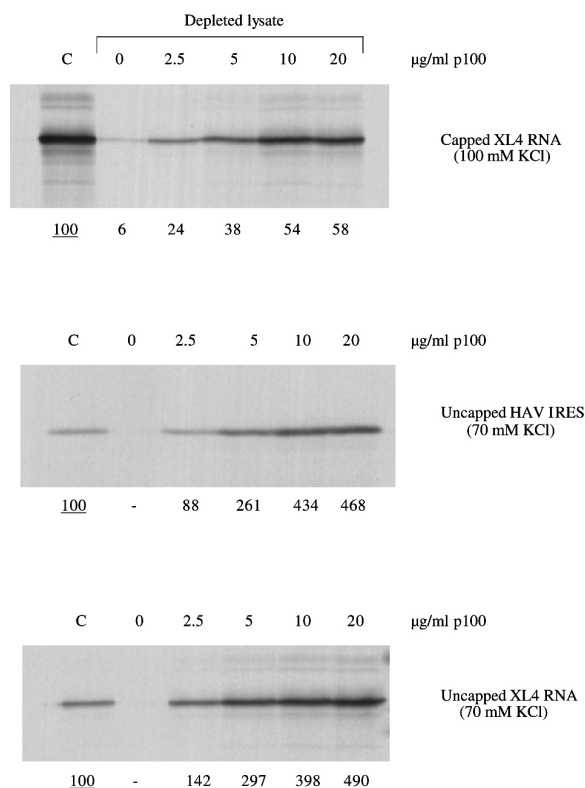 Depleted lysate
C 0 2.5 5 10 20 µg/ml p100
Capped XL4 RNA
(100 mM KCl)
100 6 24 38 54 58
C 0 2.5 5 10 20 µg/ml p100
Uncapped HAV IRES
(70 mM KCl)
100 - 88 261 434 468
C 0 2.5 5 10 20 µg/ml p100
Uncapped XL4 RNA
(70 mM KCl)
100 - 142 297 398 490